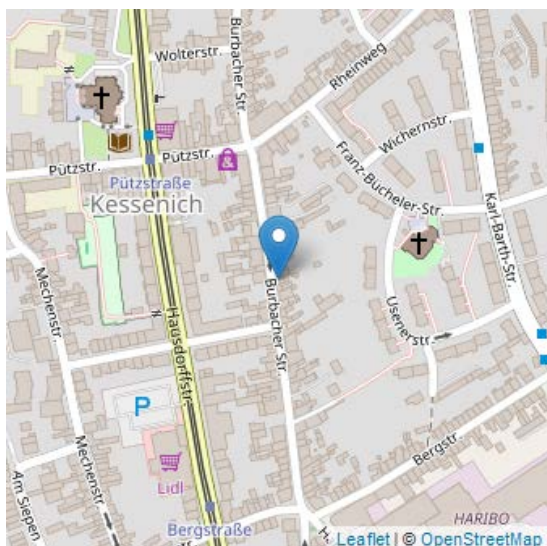 Wolterstr.
Burbacher Str.
Rheinweg
Wichernstr.
Pützstr.
Pützstr.
Franz-Bücheler-Str.
Pützstraße
Kessenich
Karl-Barth-Str.
Mechenstr.
Burbacher Str.
Usenerstr.
Hausdorffstr.
P
Mechenstr.
Bergstr.
Lidl
Am Siepen
HARIBO
Bergstraße
H
Leaflet | © OpenStreetMap